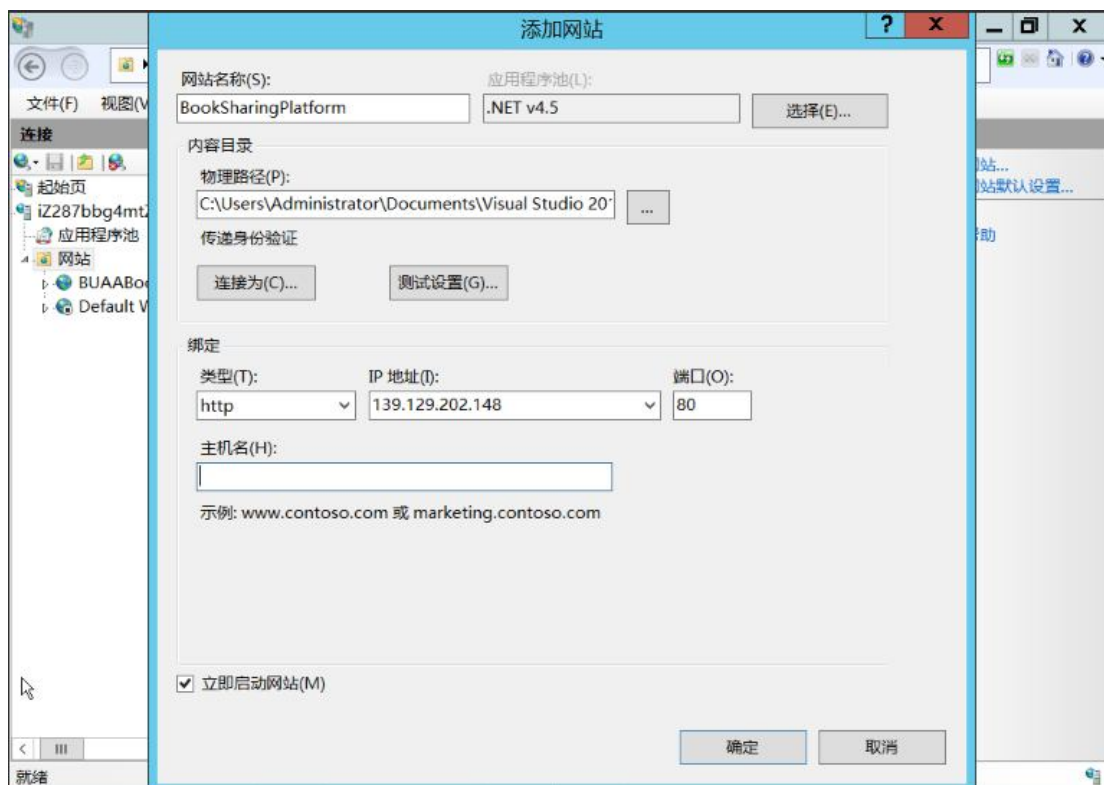 添加网站
?
X
X
文件(F) 视图(V
连接
起始页
iZ287bbg4mtZ
应用程序池
网站
BUAABoo
Default W
就绪
网站名称(S):
BookSharingPlatform
应用程序池(L):
.NET v4.5
选择(E)...
内容目录
物理路径(P):
C:\Users\Administrator\Documents\Visual Studio 201
...
传递身份验证
连接为(C)...
测试设置(G)...
绑定
类型(T):
IP 地址(I):
端口(O):
http
139.129.202.148
80
主机名(H):
示例: www.contoso.com 或 marketing.contoso.com
立即启动网站(M)
确定
取消
站...
站默认设置...
助